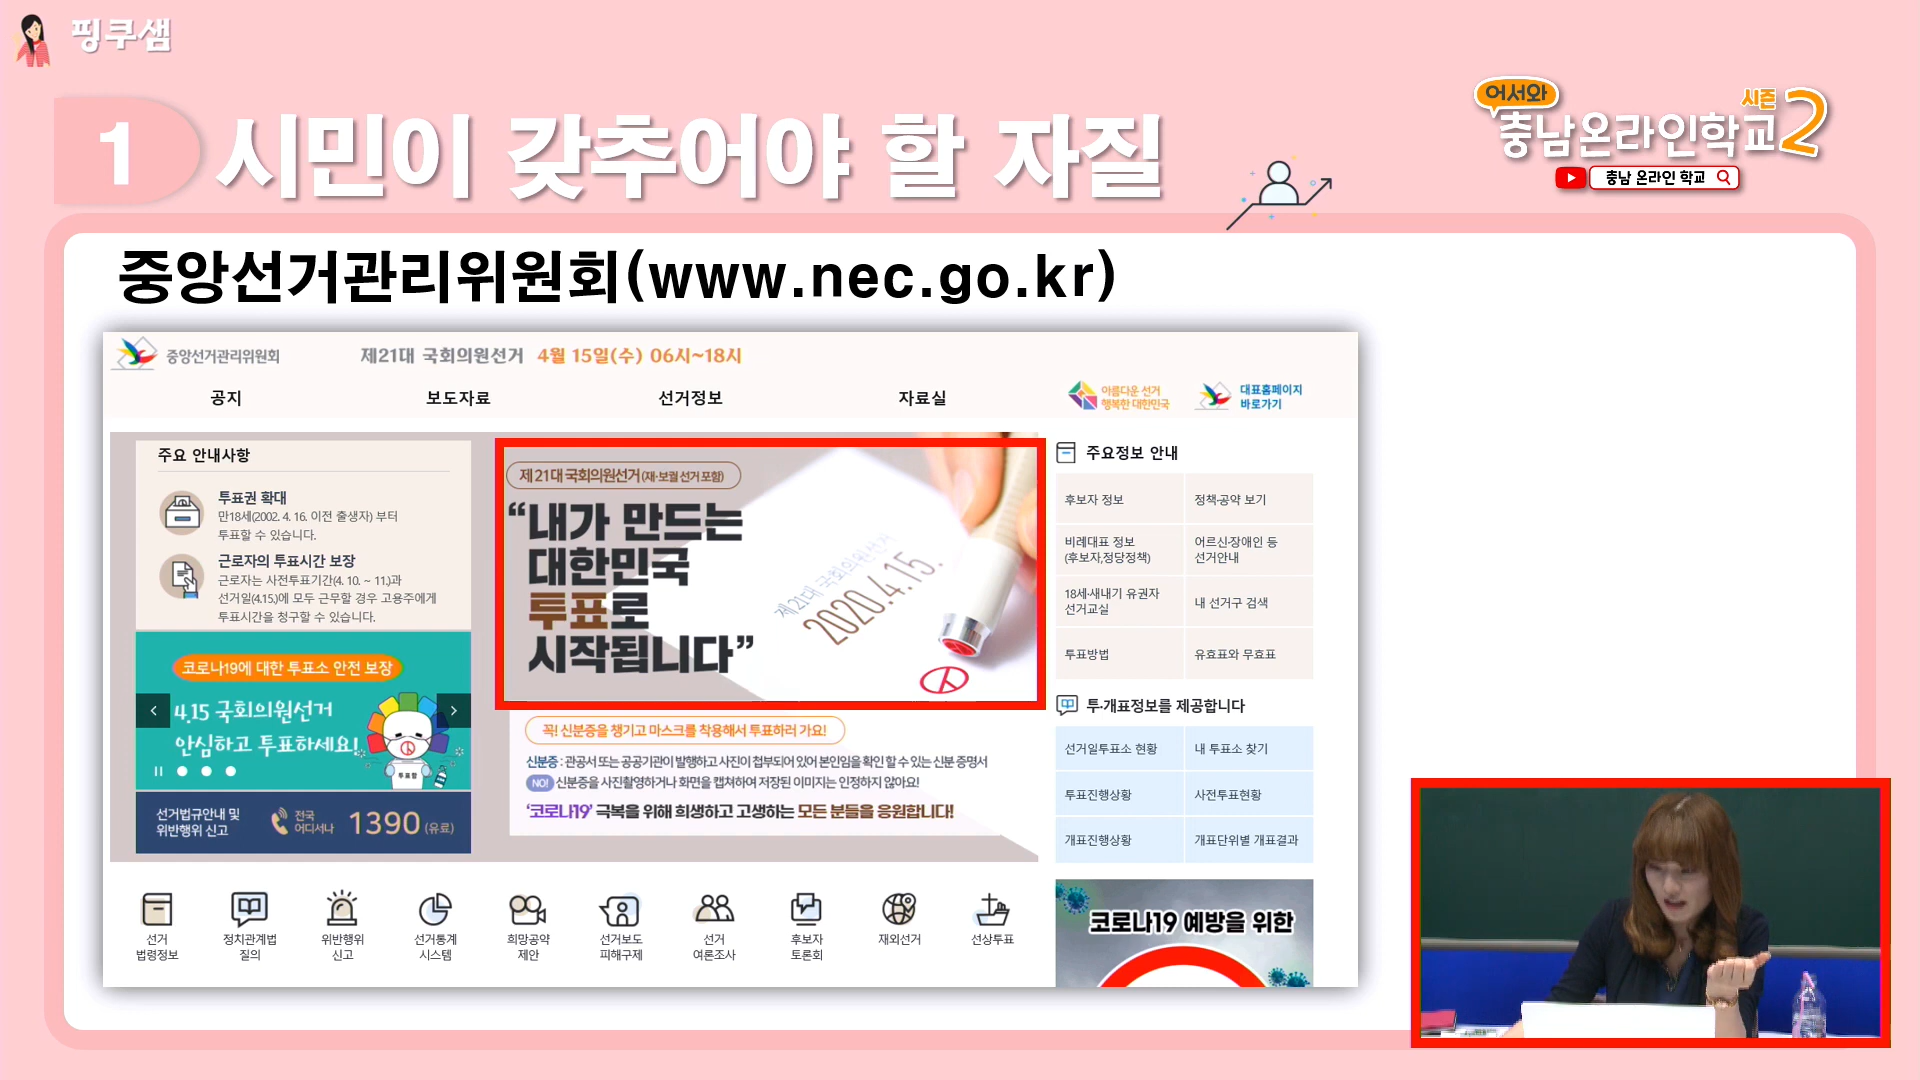 핑쿠샘
1 시민이 갖추어야 할 자질
어서와
충남온라인학교 시즌2
충남 온라인 학교
중앙선거관리위원회(www.nec.go.kr)
중앙선거관리위원회
제21대 국회의원선거 4월 15일(수) 06시~18시
공지
보도자료
선거정보
자료실
아름다운 선거
행복한 대한민국
대표홈페이지
바로가기
주요 안내사항
투표권 확대
만18세(2002. 4. 16. 이전 출생자) 부터
투표할 수 있습니다.
근로자의 투표시간 보장
근로자는 사전투표기간(4. 10. ~ 11.)과
선거일(4.15.)에 모두 근무할 경우 고용주에게
투표시간을 청구할 수 있습니다.
코로나19에 대한 투표소 안전 보장
4.15 국회의원선거
안심하고 투표하세요!
투표함
선거법규안내 및
위반행위 신고
전국
어디서나
1390 (유료)
제21대 국회의원선거(재·보궐 선거 포함)
“내가 만드는
대한민국
투표로
시작됩니다”
제21대 국회의원선거
2020.4.15.
꼭! 신분증을 챙기고 마스크를 착용해서 투표하러 가요!
신분증 : 관공서 또는 공공기관이 발행하고 사진이 첩부되어 있어 본인임을 확인 할 수 있는 신분 증명서
NO! 신분증을 사진촬영하거나 화면을 캡쳐하여 저장된 이미지는 인정하지 않아요!
‘코로나19’ 극복을 위해 희생하고 고생하는 모든 분들을 응원합니다!
주요정보 안내
후보자 정보
정책·공약 보기
비례대표 정보
(후보자,정당정책)
어르신·장애인 등
선거안내
18세·새내기 유권자
선거교실
내 선거구 검색
투표방법
유효표와 무효표
투·개표정보를 제공합니다
선거일투표소 현황
내 투표소 찾기
투표진행상황
사전투표현황
개표진행상황
개표단위별 개표결과
코로나19 예방을 위한
선거
법령정보
정치관계법
질의
위반행위
신고
선거통계
시스템
희망공약
제안
선거보도
피해구제
선거
여론조사
후보자
토론회
재외선거
선상투표